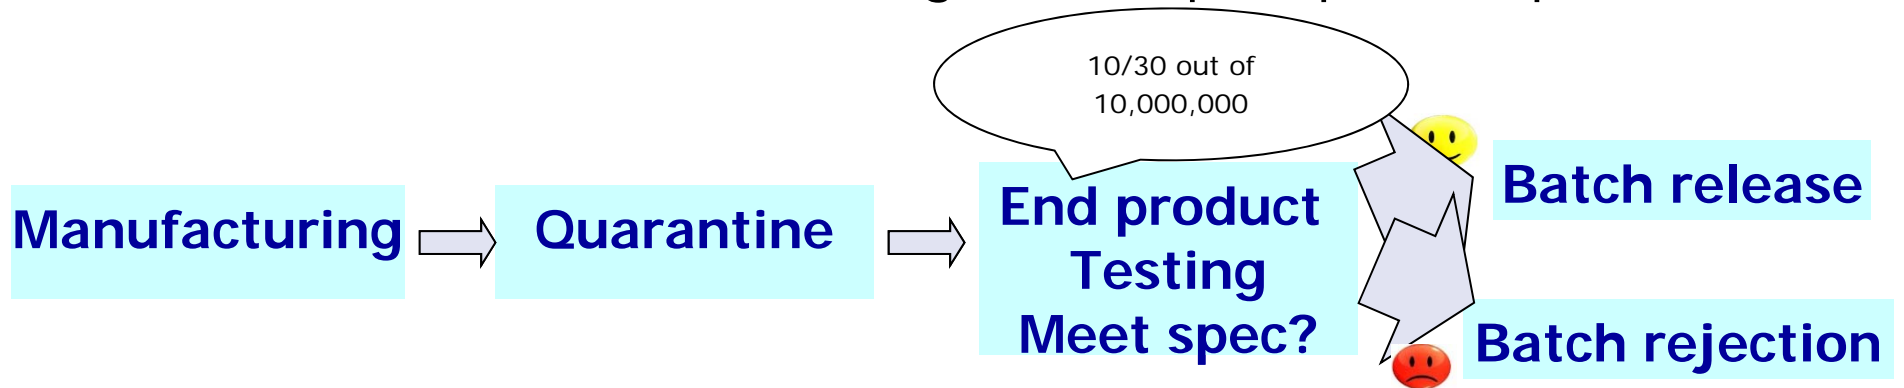 10/30 out of
10,000,000
Manufacturing
Quarantine
End product
Testing
Meet spec?
Batch release
Batch rejection